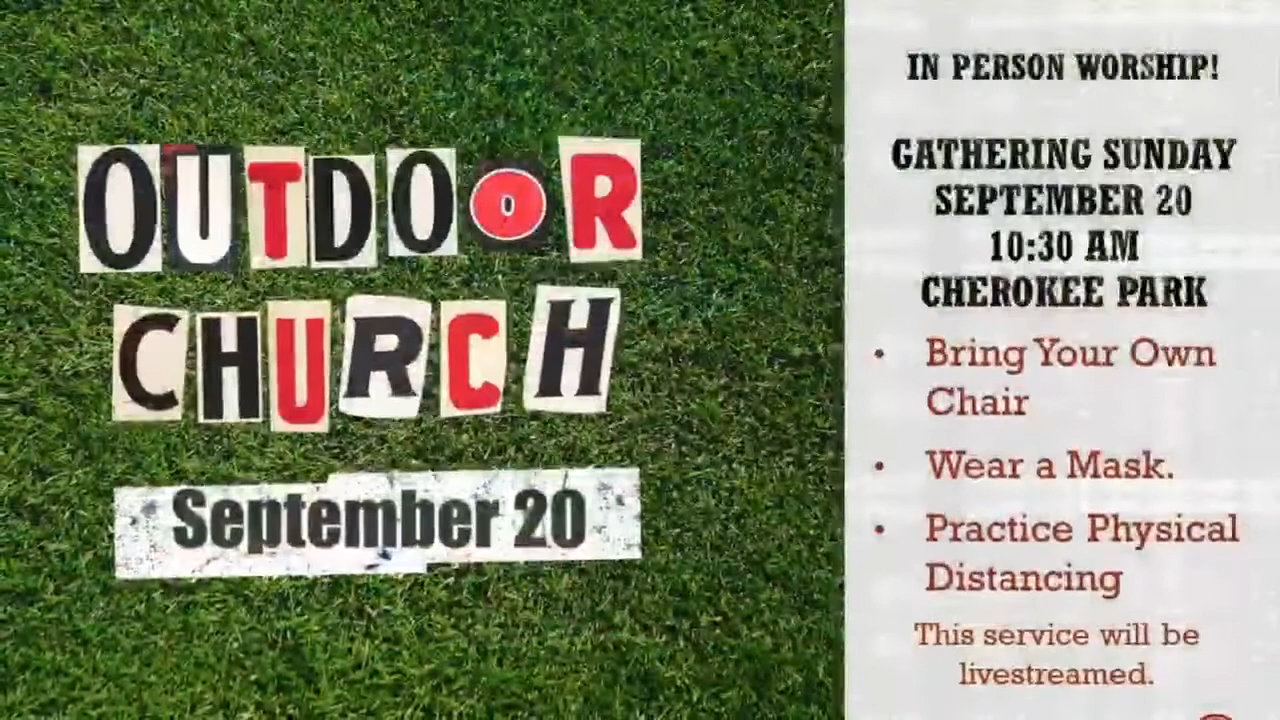 OUTDOOR
CHURCH
September 20
IN PERSON WORSHIP!
GATHERING SUNDAY
SEPTEMBER 20
10:30 AM
CHEROKEE PARK
• Bring Your Own
Chair
• Wear a Mask.
• Practice Physical
Distancing
This service will be
livestreamed.